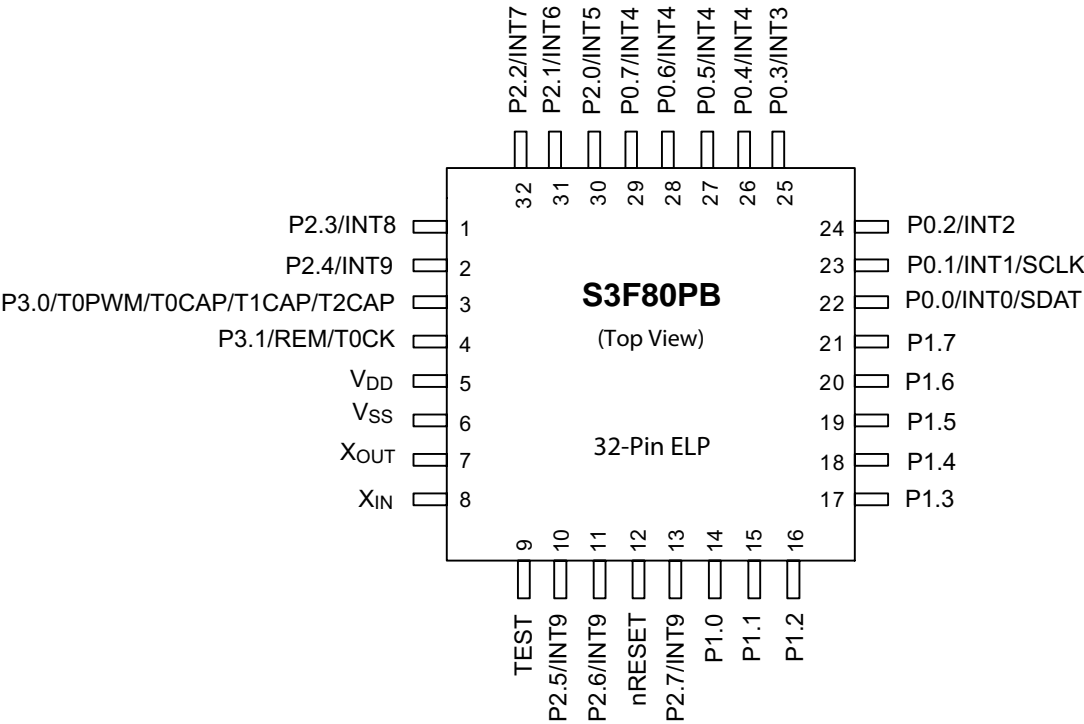 P2.2/INT7
P2.1/INT6
P2.0/INT5
P0.7/INT4
P0.6/INT4
P0.5/INT4
P0.4/INT4
P0.3/INT3
32
31
30
29
28
27
26
25
P2.3/INT8 1
P2.4/INT9 2
P3.0/T0PWM/T0CAP/T1CAP/T2CAP 3
P3.1/REM/T0CK 4
VDD 5
VSS 6
XOUT 7
XIN 8
S3F80PB
(Top View)
32-Pin ELP
24 P0.2/INT2
23 P0.1/INT1/SCLK
22 P0.0/INT0/SDAT
21 P1.7
20 P1.6
19 P1.5
18 P1.4
17 P1.3
9
10
11
12
13
14
15
16
TEST
P2.5/INT9
P2.6/INT9
nRESET
P2.7/INT9
P1.0
P1.1
P1.2